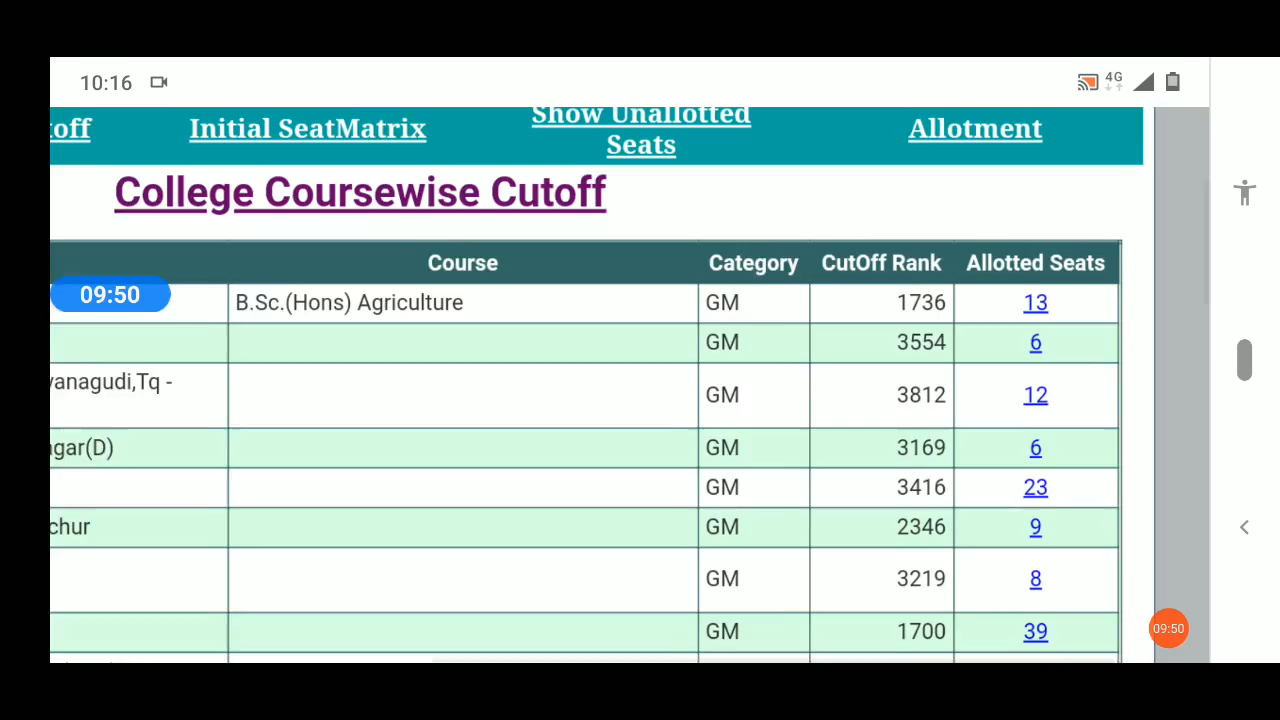 10:16
4G
Show Unallotted
toff Initial SeatMatrix Seats Allotment
College Coursewise Cutoff
Course Category CutOff Rank Allotted Seats
09:50
B.Sc.(Hons) Agriculture GM 1736 13
GM 3554 6
vanagudi,Tq -
GM 3812 12
agar(D) GM 3169 6
GM 3416 23
chur GM 2346 9
GM 3219 8
GM 1700 39
09:50